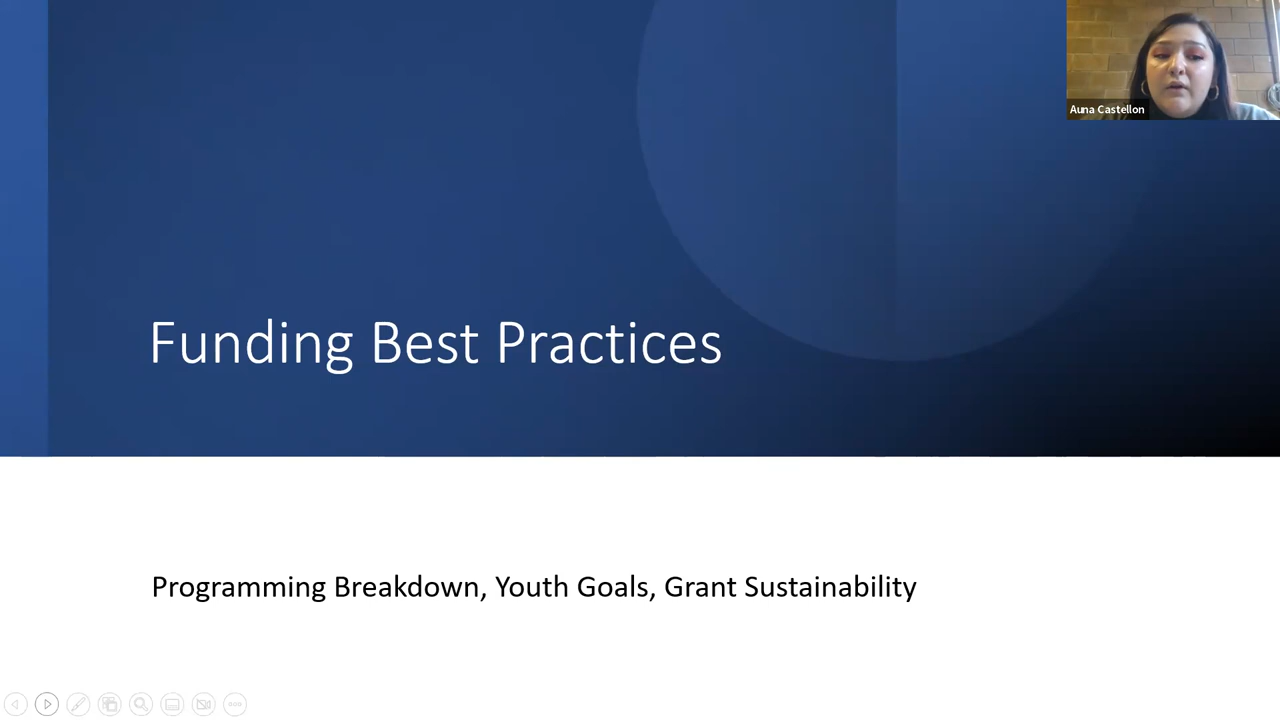 Auna Castellon
Funding Best Practices
Programming Breakdown, Youth Goals, Grant Sustainability